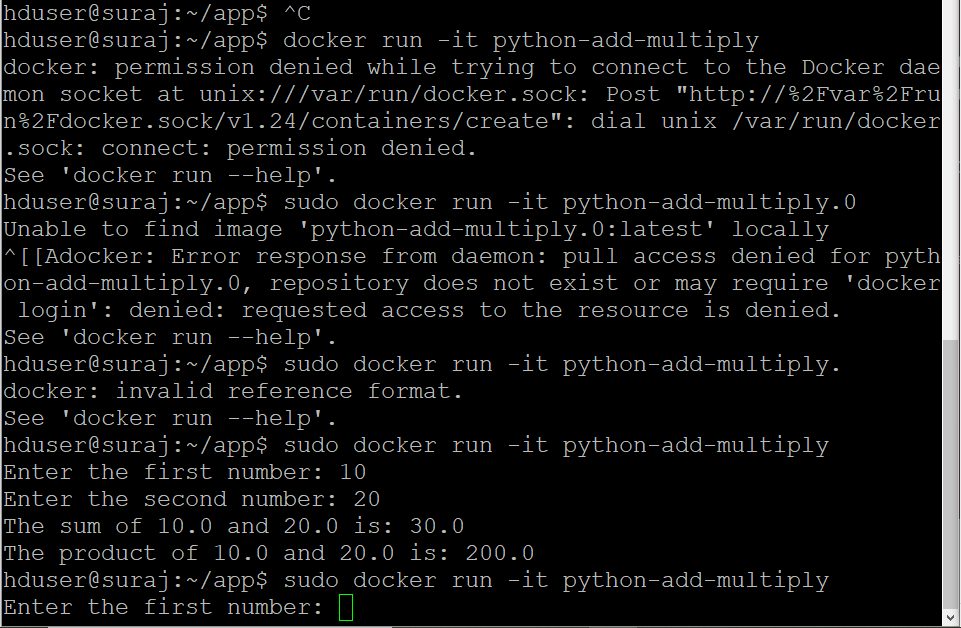 hduser@suraj:~/app$ ^C
hduser@suraj:~/app$ docker run -it python-add-multiply
docker: permission denied while trying to connect to the Docker dae
mon socket at unix:///var/run/docker.sock: Post "http://%2Fvar%2Fru
n%2Fdocker.sock/v1.24/containers/create": dial unix /var/run/docker
.sock: connect: permission denied.
See 'docker run --help'.
hduser@suraj:~/app$ sudo docker run -it python-add-multiply.0
Unable to find image 'python-add-multiply.0:latest' locally
^[[Adocker: Error response from daemon: pull access denied for pyth
on-add-multiply.0, repository does not exist or may require 'docker
 login': denied: requested access to the resource is denied.
See 'docker run --help'.
hduser@suraj:~/app$ sudo docker run -it python-add-multiply.
docker: invalid reference format.
See 'docker run --help'.
hduser@suraj:~/app$ sudo docker run -it python-add-multiply
Enter the first number: 10
Enter the second number: 20
The sum of 10.0 and 20.0 is: 30.0
The product of 10.0 and 20.0 is: 200.0
hduser@suraj:~/app$ sudo docker run -it python-add-multiply
Enter the first number: